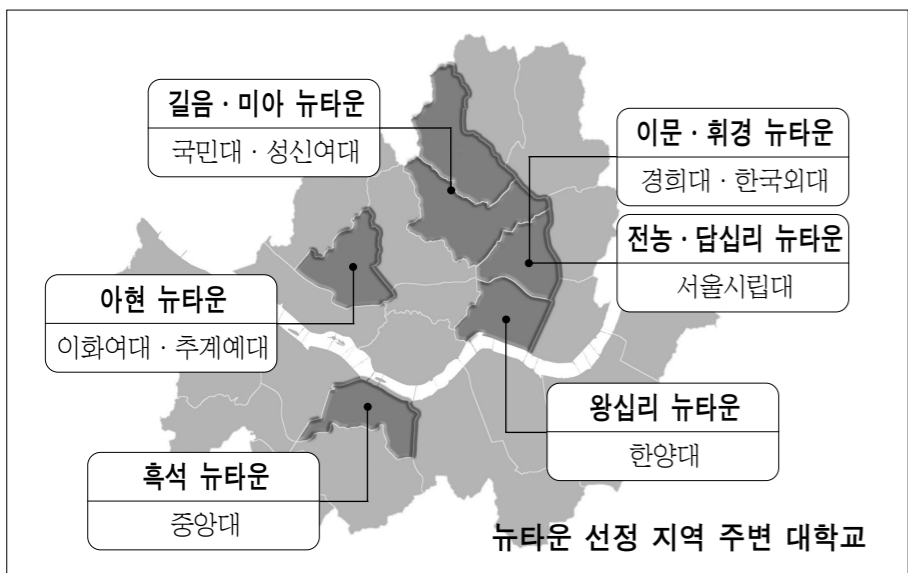 길음 · 미아 뉴타운
국민대 · 성신여대
이문 · 휘경 뉴타운
경희대 · 한국외대
전농 · 답십리 뉴타운
서울시립대
아현 뉴타운
이화여대 · 추계예대
왕십리 뉴타운
한양대
흑석 뉴타운
중앙대
뉴타운 선정 지역 주변 대학교